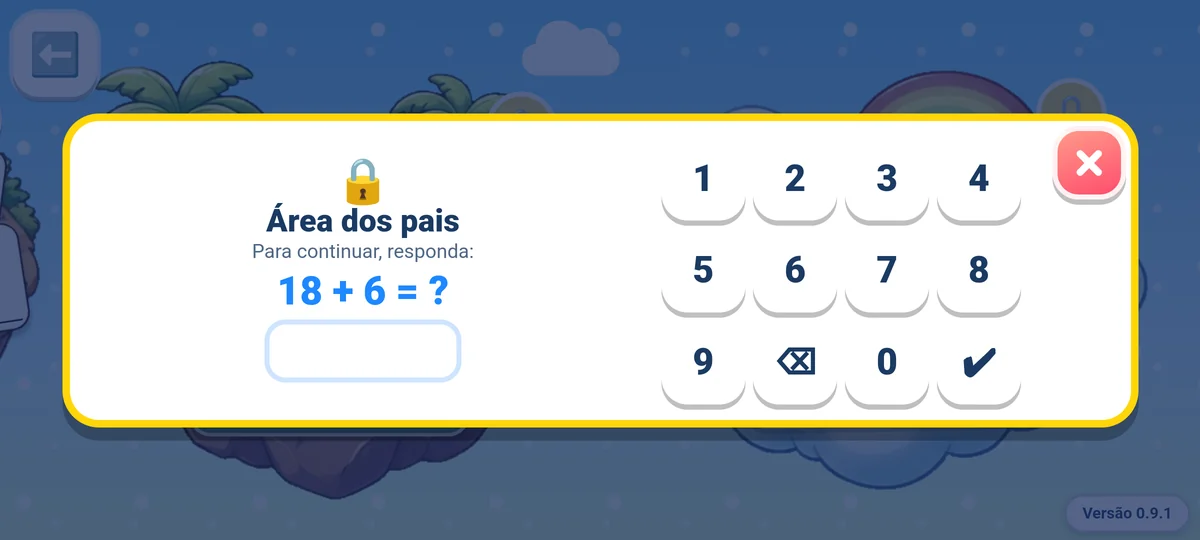 Área dos pais
Para continuar, responda:
18 + 6 = ?
1 2 3 4
5 6 7 8
9 0
Versão 0.9.1